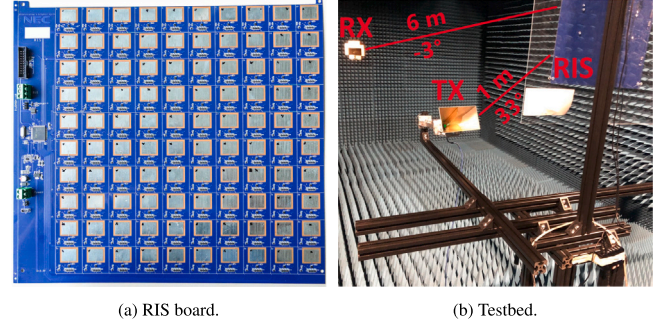 NEC
RX
6 m
-3°
TX
1 m
33°
RIS
(a) RIS board.
(b) Testbed.